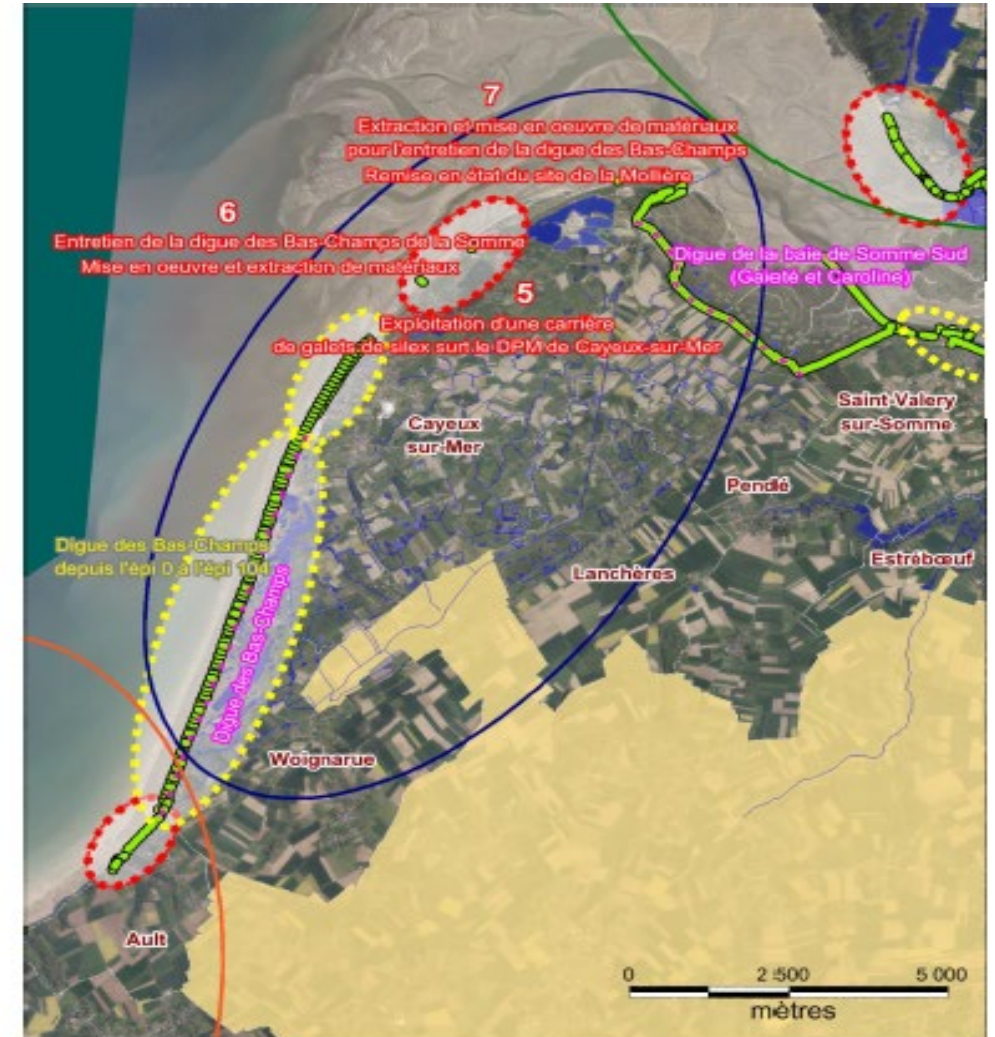 7
Extraction et mise en oeuvre de matériaux
pour l'entretien de la digue des Bas-Champs
Remise en état du site de la Mollière
6
Entretien de la digue des Bas-Champs de la Somme
Mise en oeuvre et extraction de matériaux
5
Exploitation d'une carrière
de galets de silex surt le DPM de Cayeux-sur-Mer
Digue de la baie de Somme Sud
(Gaieté et Caroline)
Saint-Valery
sur-Somme
Cayeux
sur-Mer
Pendlé
Digue des Bas-Champs
depuis l'épi 0 à l'épi 104
Estrébœuf
Lanchères
Digue des Bas-Champs
Woignarue
Ault
0 2 500 5 000
mètres